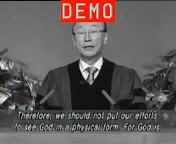 DEMO
Therefore, we should not put our efforts
to see God in a physical form. For God is